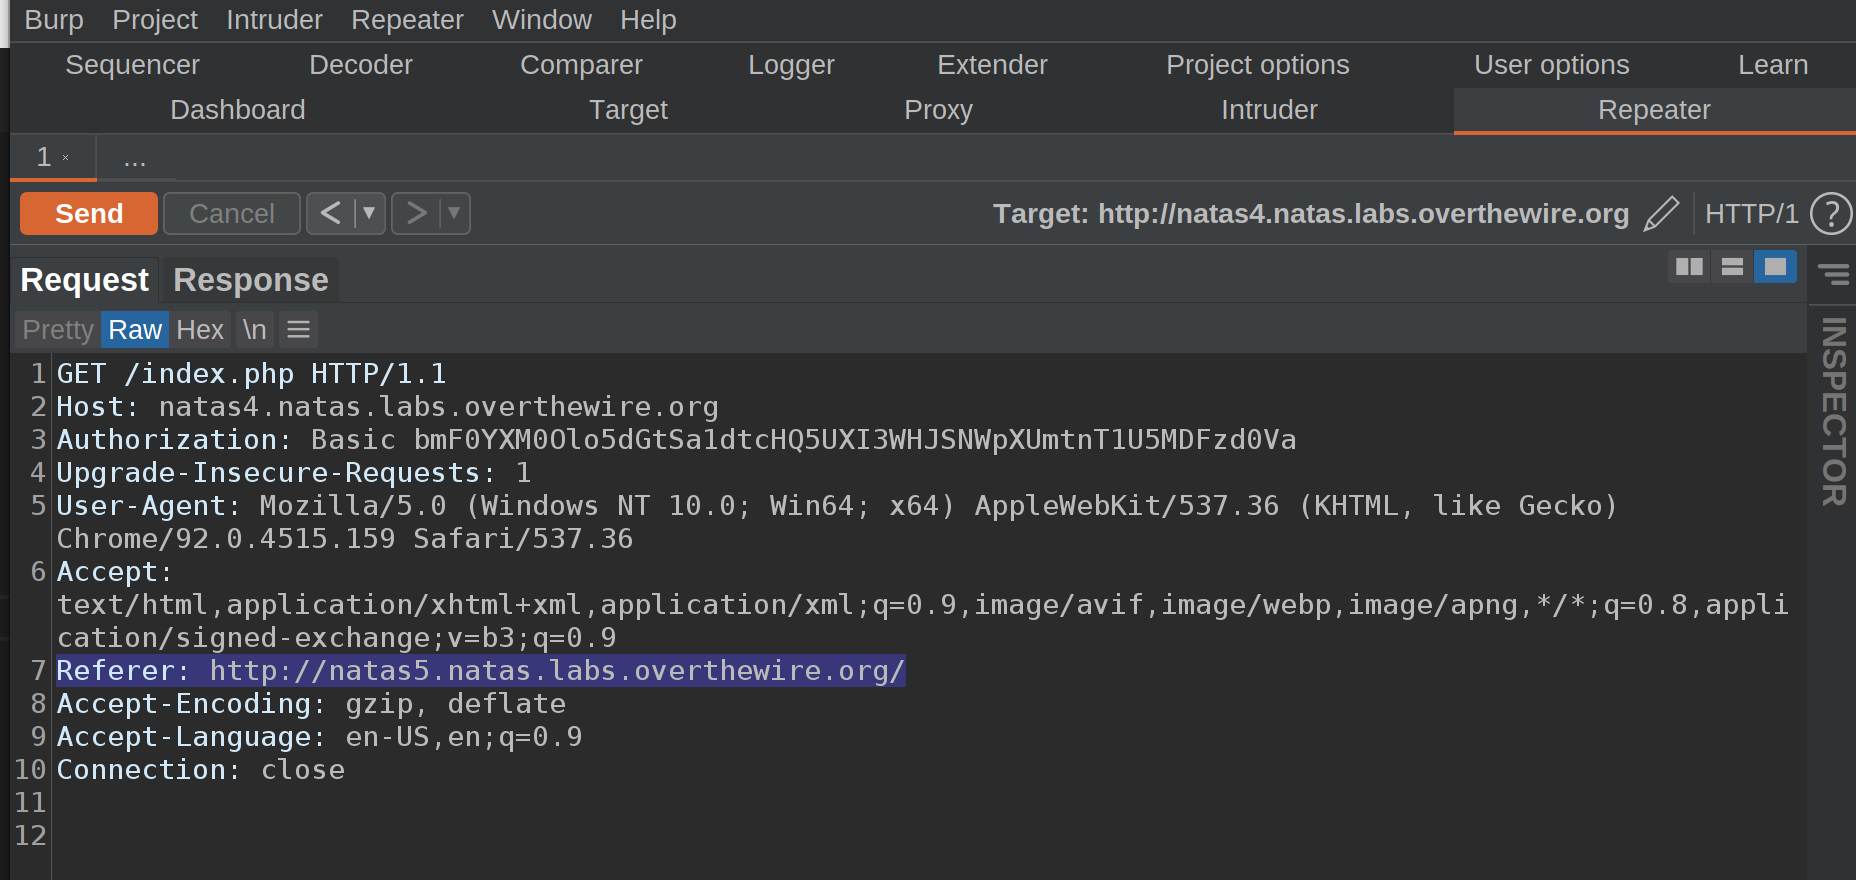 Burp Project Intruder Repeater Window Help
Sequencer Decoder Comparer Logger Extender Project options User options Learn
Dashboard Target Proxy Intruder Repeater
1 × ...
Send Cancel < ▼ > ▼ Target: http://natas4.natas.labs.overthewire.org HTTP/1 ?
Request Response
Pretty Raw Hex \n
INSPECTOR
1 GET /index.php HTTP/1.1
2 Host: natas4.natas.labs.overthewire.org
3 Authorization: Basic bmF0YXM0Olo5dGtSa1dtcHQ5UXI3WHJSNWpXUmtnT1U5MDFzd0Va
4 Upgrade-Insecure-Requests: 1
5 User-Agent: Mozilla/5.0 (Windows NT 10.0; Win64; x64) AppleWebKit/537.36 (KHTML, like Gecko)
Chrome/92.0.4515.159 Safari/537.36
6 Accept:
text/html,application/xhtml+xml,application/xml;q=0.9,image/avif,image/webp,image/apng,*/*;q=0.8,appli
cation/signed-exchange;v=b3;q=0.9
7 Referer: http://natas5.natas.labs.overthewire.org/
8 Accept-Encoding: gzip, deflate
9 Accept-Language: en-US,en;q=0.9
10 Connection: close
11
12